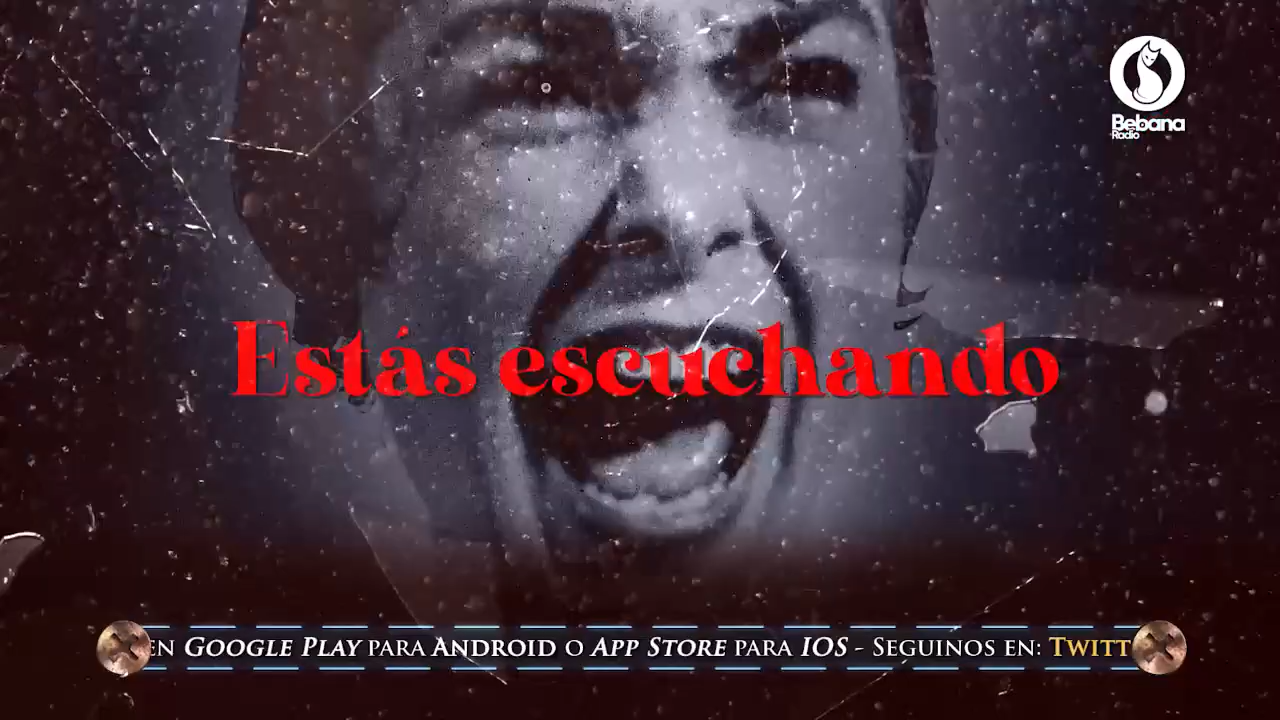 Bebana
Radio
Estás escuchando
EN GOOGLE PLAY PARA ANDROID O APP STORE PARA IOS - SEGUINOS EN: TWITT